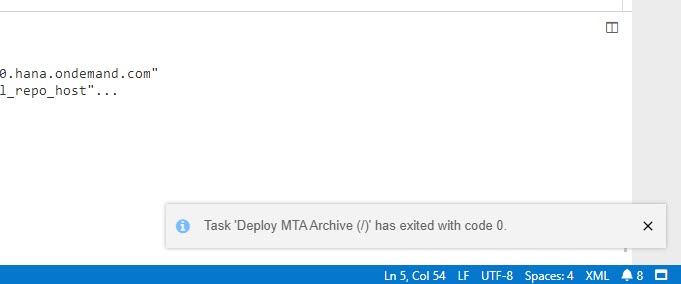 0.hana.ondemand.com"
l_repo_host"...
Task 'Deploy MTA Archive (/)' has exited with code 0.
Ln 5, Col 54 LF UTF-8 Spaces: 4 XML 8